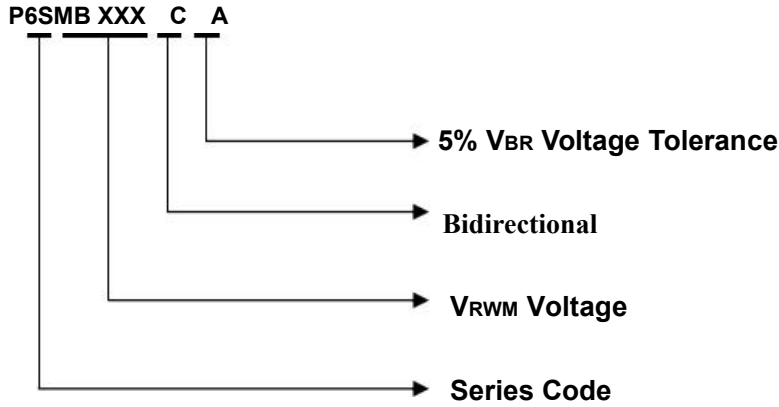 P6SMB XXX C A
5% VBR Voltage Tolerance
Bidirectional
VRWM Voltage
Series Code